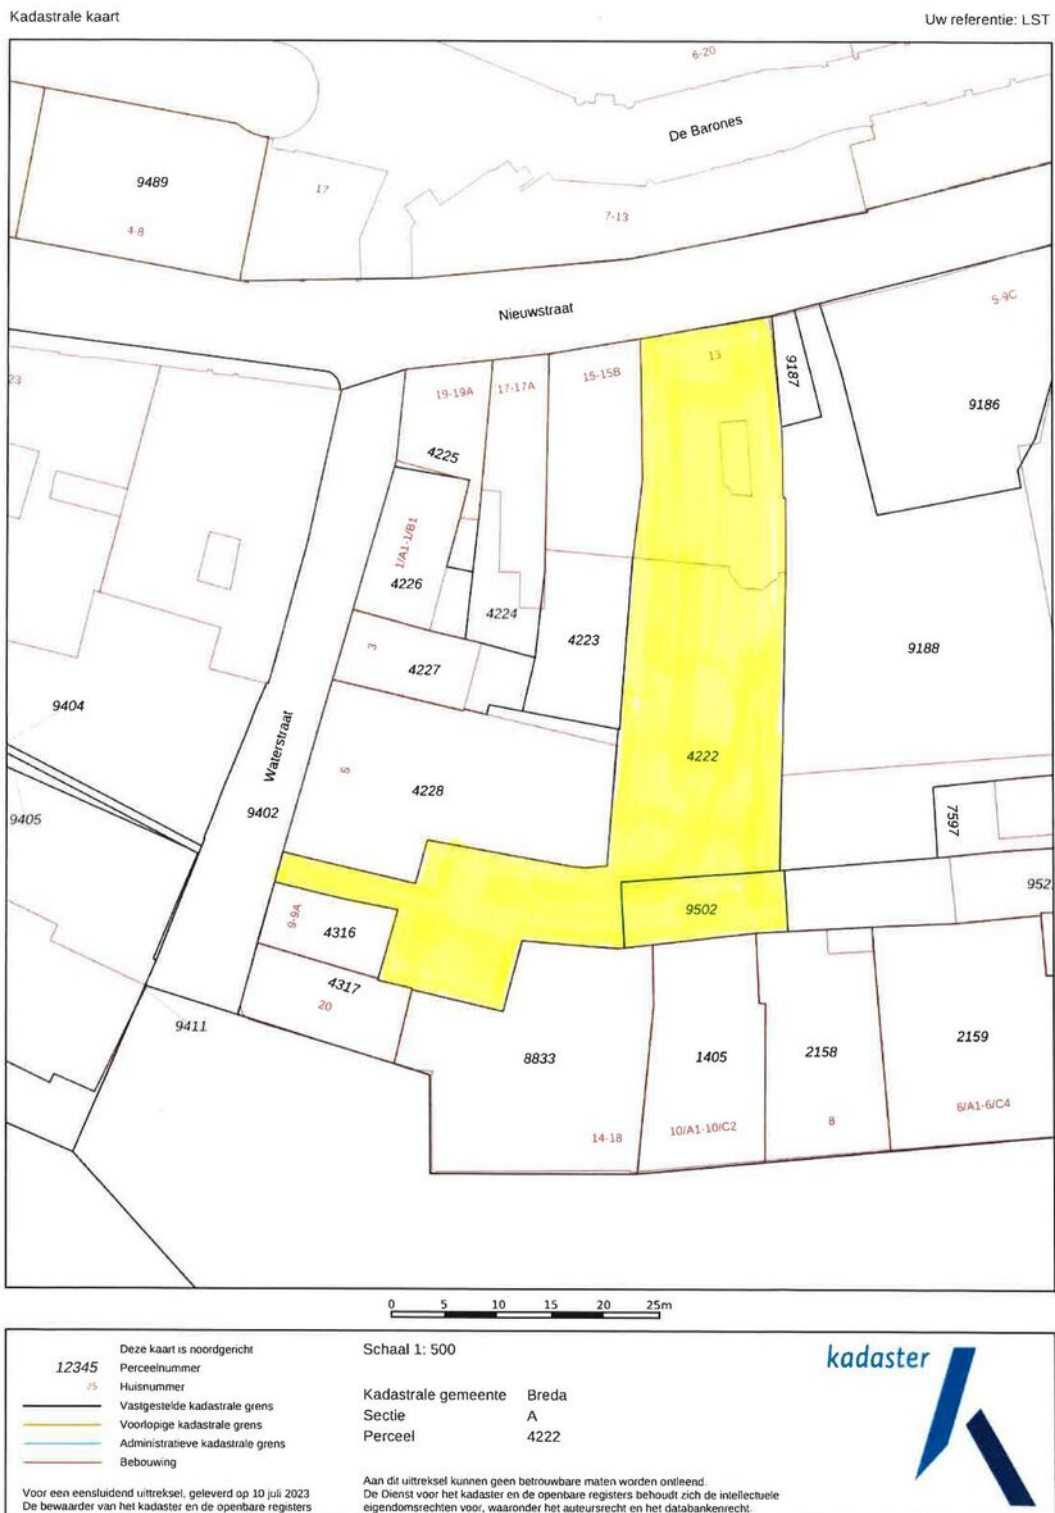 Kadastrale kaart
Uw referentie: LST
6-20
De Barones
9489
17
4-8
7-13
Nieuwstraat
5-9C
13
9187
23
19-19A
17-17A
15-15B
9186
4225
1/A1-1/B1
4226
4224
4223
9188
3
4227
9404
Waterstraat
5
4228
4222
9402
9405
7597
952
9-9A
4316
9502
4317
20
9411
8833
1405
2158
2159
14-18
10/A1-10/C2
8
6/A1-6/C4
0 5 10 15 20 25m
Deze kaart is noordgericht
12345 Perceelnummer
25 Huisnummer
Vastgestelde kadastrale grens
Voorlopige kadastrale grens
Administratieve kadastrale grens
Bebouwing
Voor een eensluidend uittreksel, geleverd op 10 juli 2023
De bewaarder van het kadaster en de openbare registers
Schaal 1: 500
Kadastrale gemeente Breda
Sectie A
Perceel 4222
Aan dit uittreksel kunnen geen betrouwbare maten worden ontleend.
De Dienst voor het kadaster en de openbare registers behoudt zich de intellectuele
eigendomsrechten voor, waaronder het auteursrecht en het databankenrecht.
kadaster